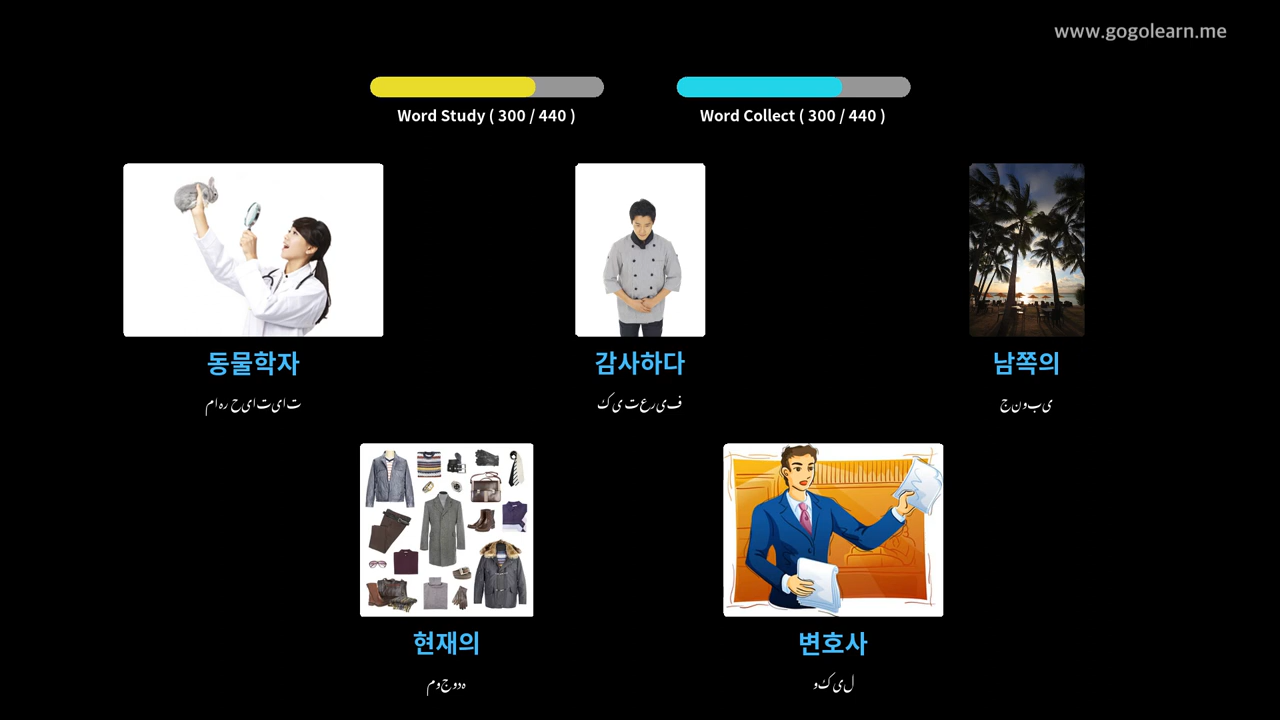 www.gogolearn.me
Word Study ( 300 / 440 )
Word Collect ( 300 / 440 )
동물학자
ماہر حیاتیات
감사하다
کی تعریف
남쪽의
جنوبی
현재의
موجودہ
변호사
وکیل